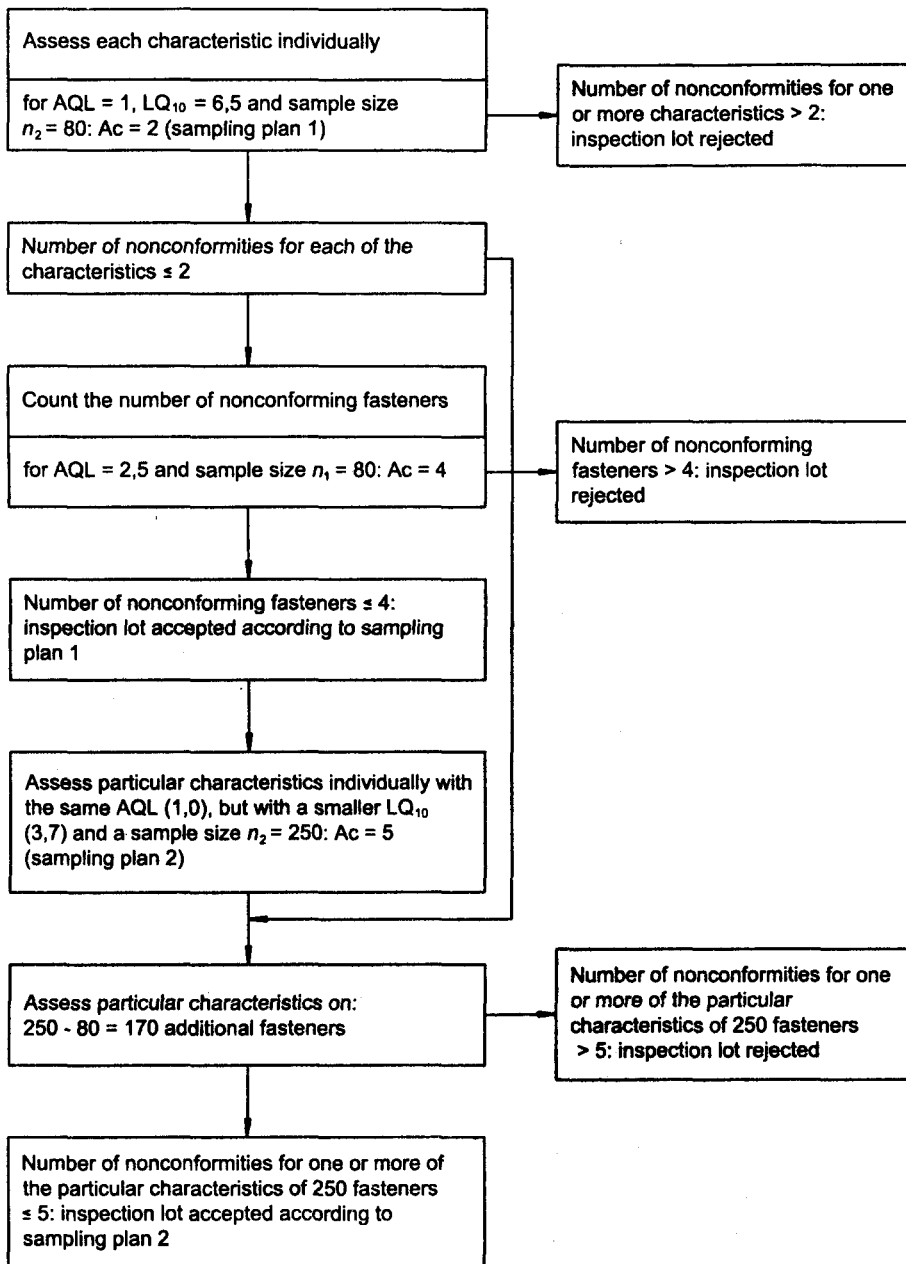 Assess each characteristic individually
for AQL = 1, LQ₁₀ = 6,5 and sample size
n₂ = 80: Ac = 2 (sampling plan 1)
Number of nonconformities for one
or more characteristics > 2:
inspection lot rejected
Number of nonconformities for each of the
characteristics ≤ 2
Count the number of nonconforming fasteners
for AQL = 2,5 and sample size n₁ = 80: Ac = 4
Number of nonconforming
fasteners > 4: inspection lot
rejected
Number of nonconforming fasteners ≤ 4:
inspection lot accepted according to sampling
plan 1
Assess particular characteristics individually with
the same AQL (1,0), but with a smaller LQ₁₀
(3,7) and a sample size n₂ = 250: Ac = 5
(sampling plan 2)
Assess particular characteristics on:
250 - 80 = 170 additional fasteners
Number of nonconformities for one
or more of the particular
characteristics of 250 fasteners
> 5: inspection lot rejected
Number of nonconformities for one or more of
the particular characteristics of 250 fasteners
≤ 5: inspection lot accepted according to
sampling plan 2